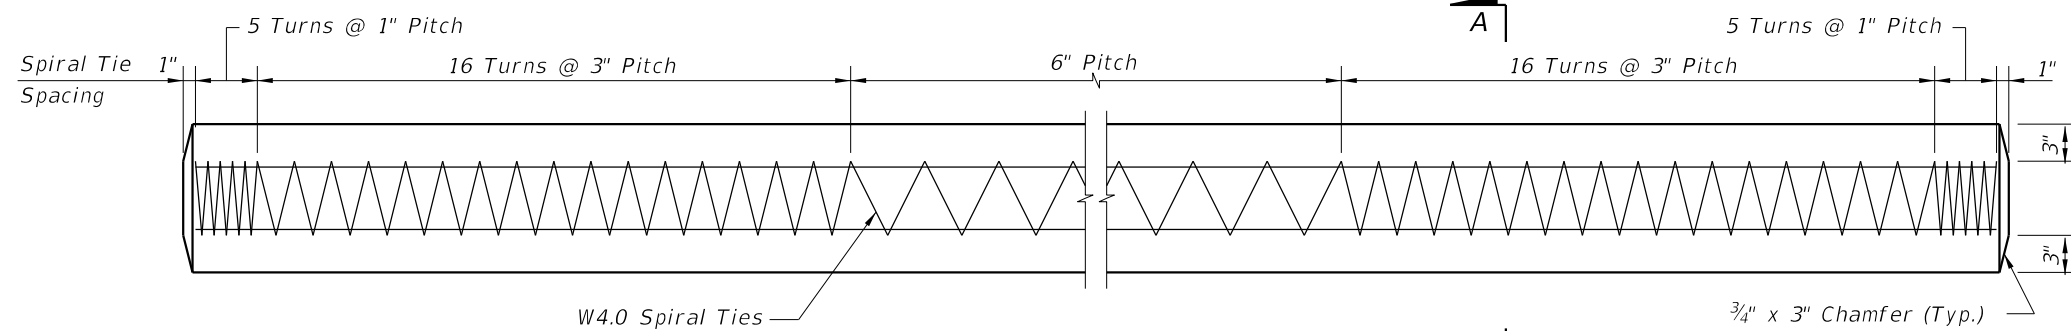 A
5 Turns @ 1" Pitch
5 Turns @ 1" Pitch
Spiral Tie 1"
16 Turns @ 3" Pitch
6" Pitch
16 Turns @ 3" Pitch
1"
Spacing
3"
3"
W4.0 Spiral Ties
¾" x 3" Chamfer (Typ.)